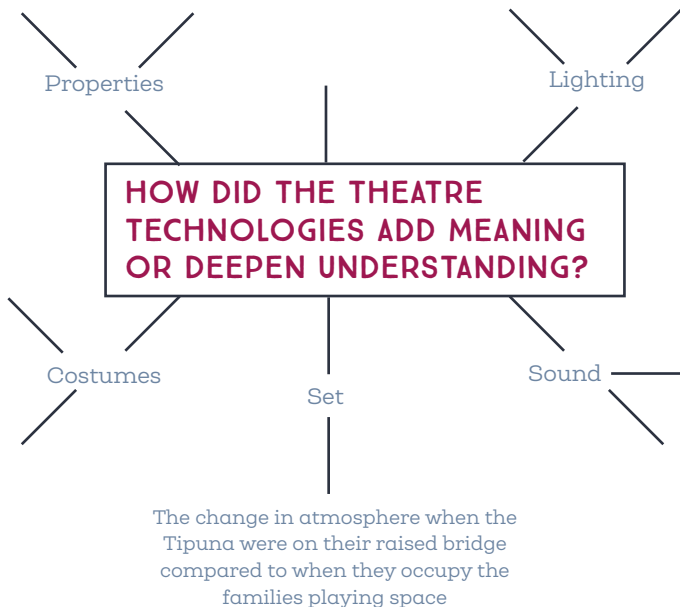 Properties
Lighting
HOW DID THE THEATRE
TECHNOLOGIES ADD MEANING
OR DEEPEN UNDERSTANDING?
Costumes
Set
Sound
The change in atmosphere when the
Tipuna were on their raised bridge
compared to when they occupy the
families playing space